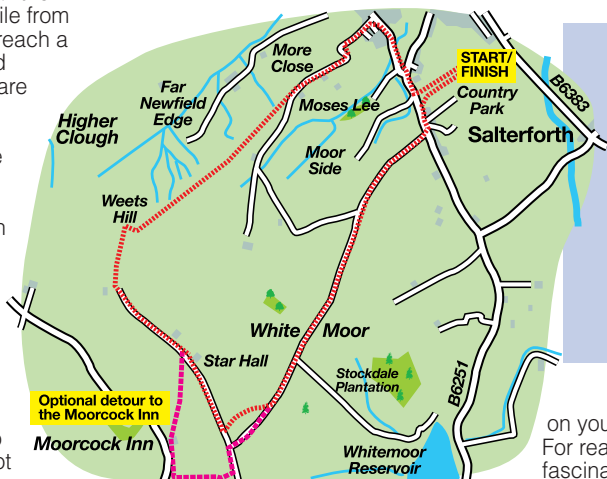 ile from
reach a
are
More
Close
START/
FINISH
B6383
Far
Newfield
Edge
Moses Lee
Country
Park
Higher
Clough
Salterforth
Moor
Side
Weets
Hill
White Moor
Star Hall
Stockdale
Plantation
B6251
Optional detour to
the Moorcock Inn
Moorcock Inn
Whitemoor
Reservoir
on you
For rea
fascina